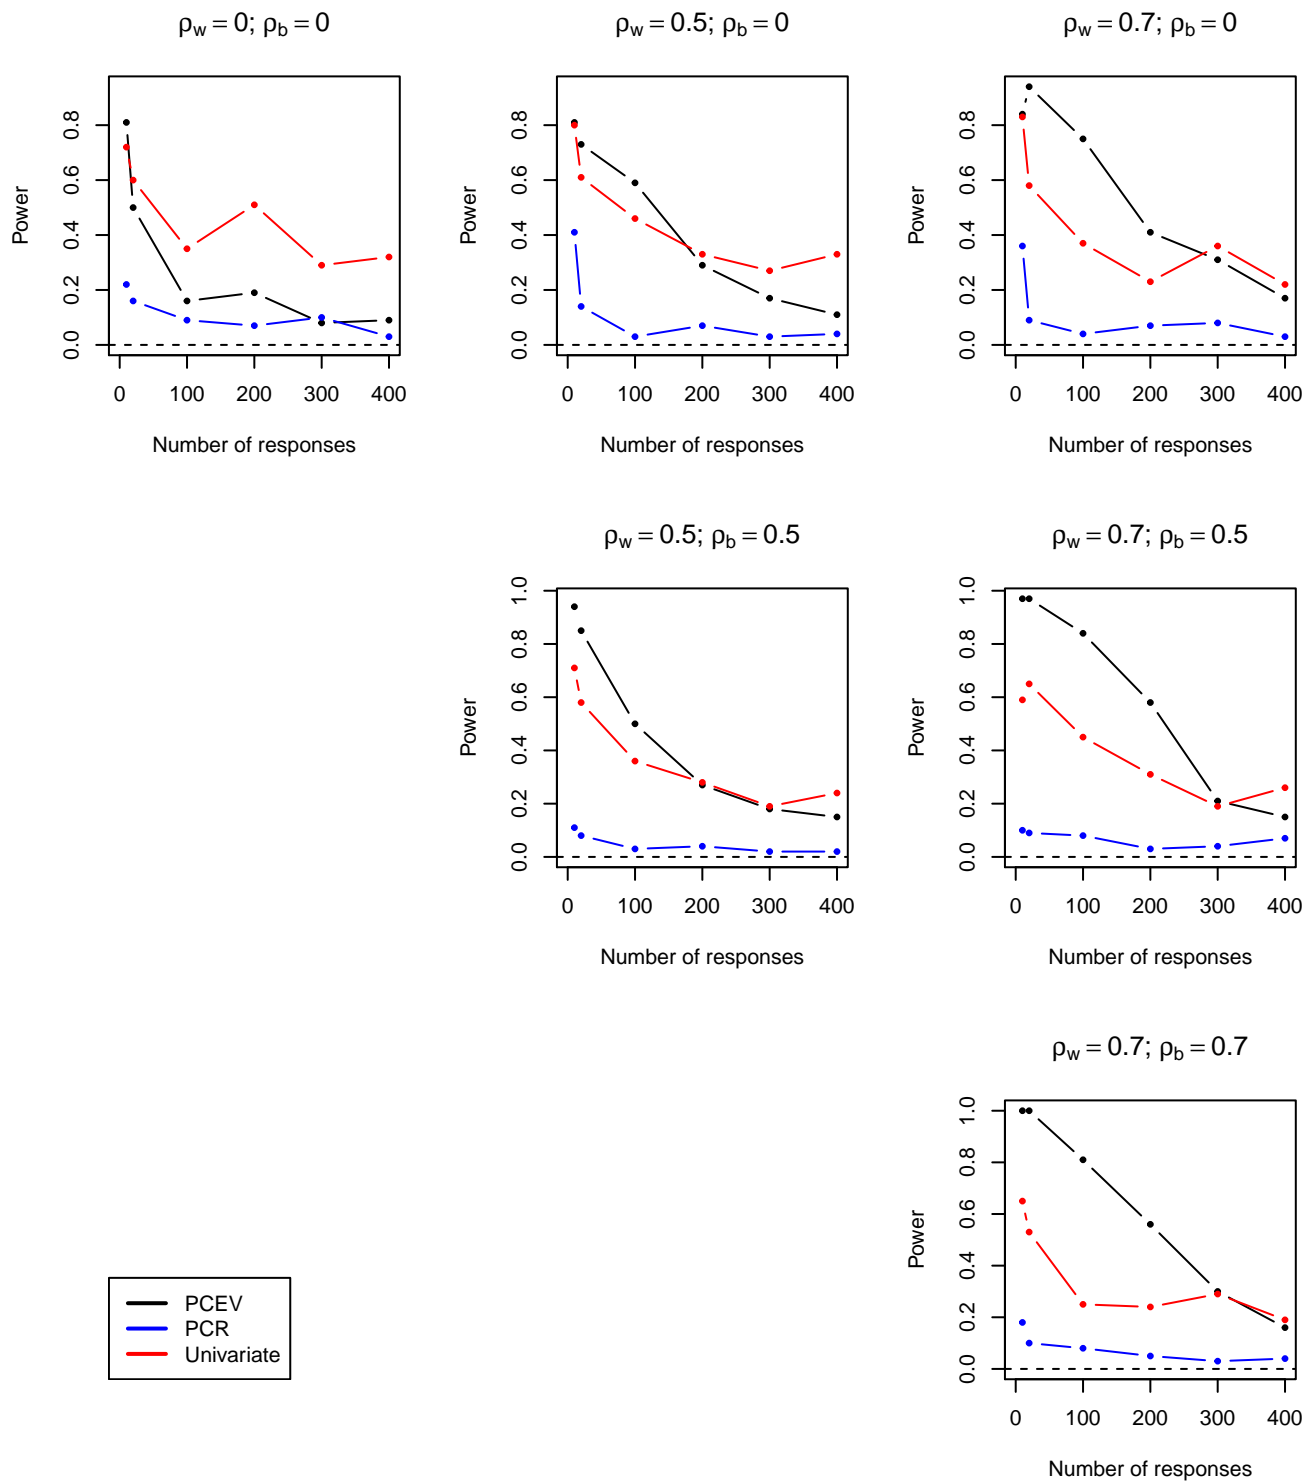 ρw = 0; ρb = 0
Power
0.0 0.2 0.4 0.6 0.8
0 100 200 300 400
Number of responses
ρw = 0.5; ρb = 0
Power
0.0 0.2 0.4 0.6 0.8
0 100 200 300 400
Number of responses
ρw = 0.7; ρb = 0
Power
0.0 0.2 0.4 0.6 0.8
0 100 200 300 400
Number of responses
ρw = 0.5; ρb = 0.5
Power
0.0 0.2 0.4 0.6 0.8 1.0
0 100 200 300 400
Number of responses
ρw = 0.7; ρb = 0.5
Power
0.0 0.2 0.4 0.6 0.8 1.0
0 100 200 300 400
Number of responses
ρw = 0.7; ρb = 0.7
Power
0.0 0.2 0.4 0.6 0.8 1.0
0 100 200 300 400
Number of responses
PCEV
PCR
Univariate